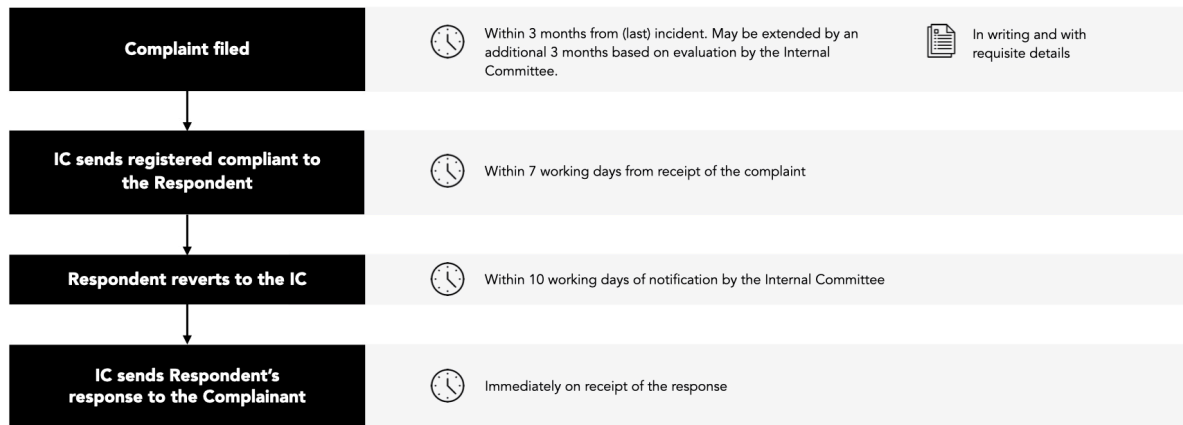 Complaint filed
Within 3 months from (last) incident. May be extended by an
additional 3 months based on evaluation by the Internal
Committee.
In writing and with
requisite details
IC sends registered compliant to
the Respondent
Within 7 working days from receipt of the complaint
Respondent reverts to the IC
Within 10 working days of notification by the Internal Committee
IC sends Respondent's
response to the Complainant
Immediately on receipt of the response